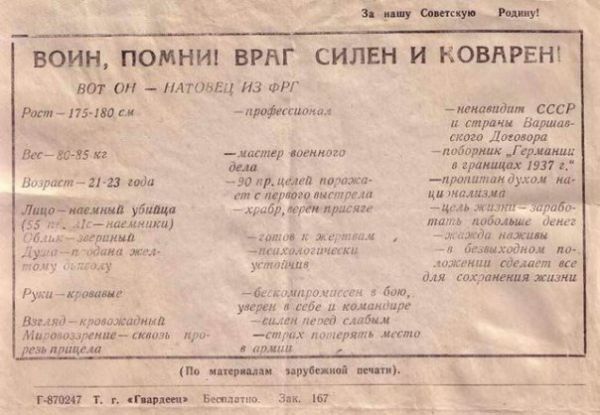 За нашу Советскую Родину!
ВОИН, ПОМНИ! ВРАГ СИЛЕН И КОВАРЕН!
ВОТ ОН — НАТОВЕЦ ИЗ ФРГ
Рост — 175-180 см
Вес — 80-85 кг
Возраст — 21-23 года
Лицо — наемный убийца
(55 пр. Лс — наемники)
Облик — звериный
Душа — продана жел-
тому дьяволу
Руки — кровавые
Взгляд — кровожадный
Мировоззрение — сквозь про-
резь прицела
— профессионал
— мастер военного
дела
— 90 пр. целей поража-
ет с первого выстрела
— храбр, верен присяге
— готов к жертвам
— психологически
устойчив
— бескомпромиссен в бою,
уверен в себе и командире
— силен перед слабым
— страх потерять место
в армии
— ненавидит СССР
и страны Варшав-
ского Договора
— поборник „Германии
в границах 1937 г."
— пропитан духом на-
ционализма
— цель жизни — зарабо-
тать побольше денег
— жажда наживы
— в безвыходном по-
ложении сделает все
для сохранения жизни
(По материалам зарубежной печати).
Г-870247 Т. г. «Гвардеец» Бесплатно. Зак. 167